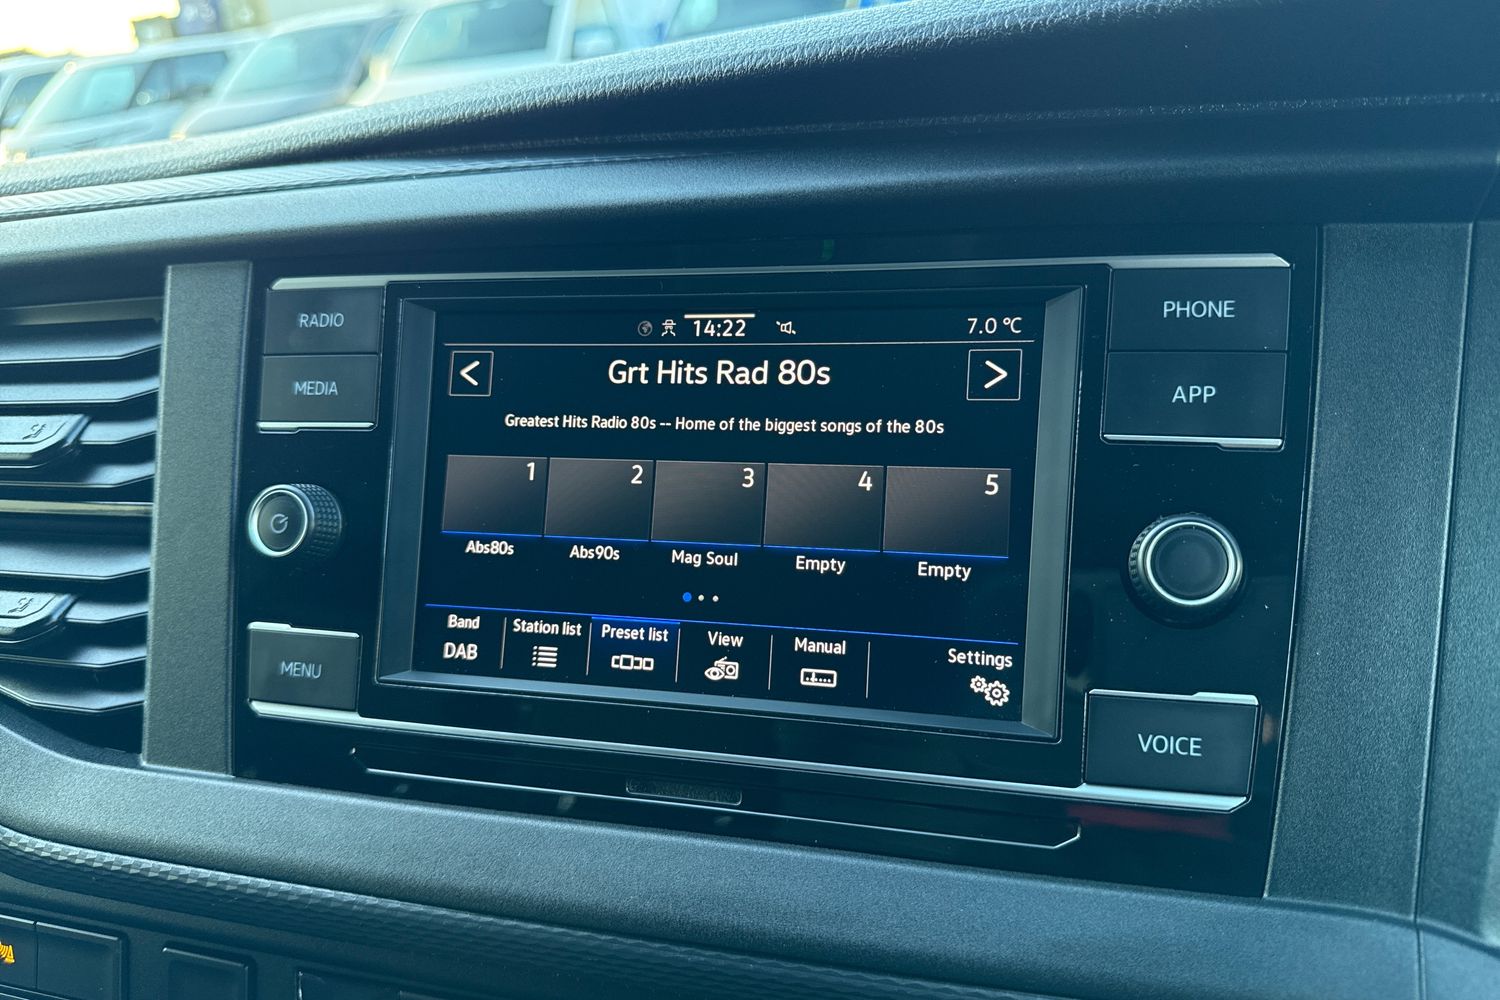 RADIO
MEDIA
MENU
14:22
7.0 °C
<
Grt Hits Rad 80s
>
Greatest Hits Radio 80s -- Home of the biggest songs of the 80s
1 2 3 4 5
Abs80s Abs90s Mag Soul Empty Empty
Band Station list Preset list View Manual Settings
DAB
PHONE
APP
VOICE